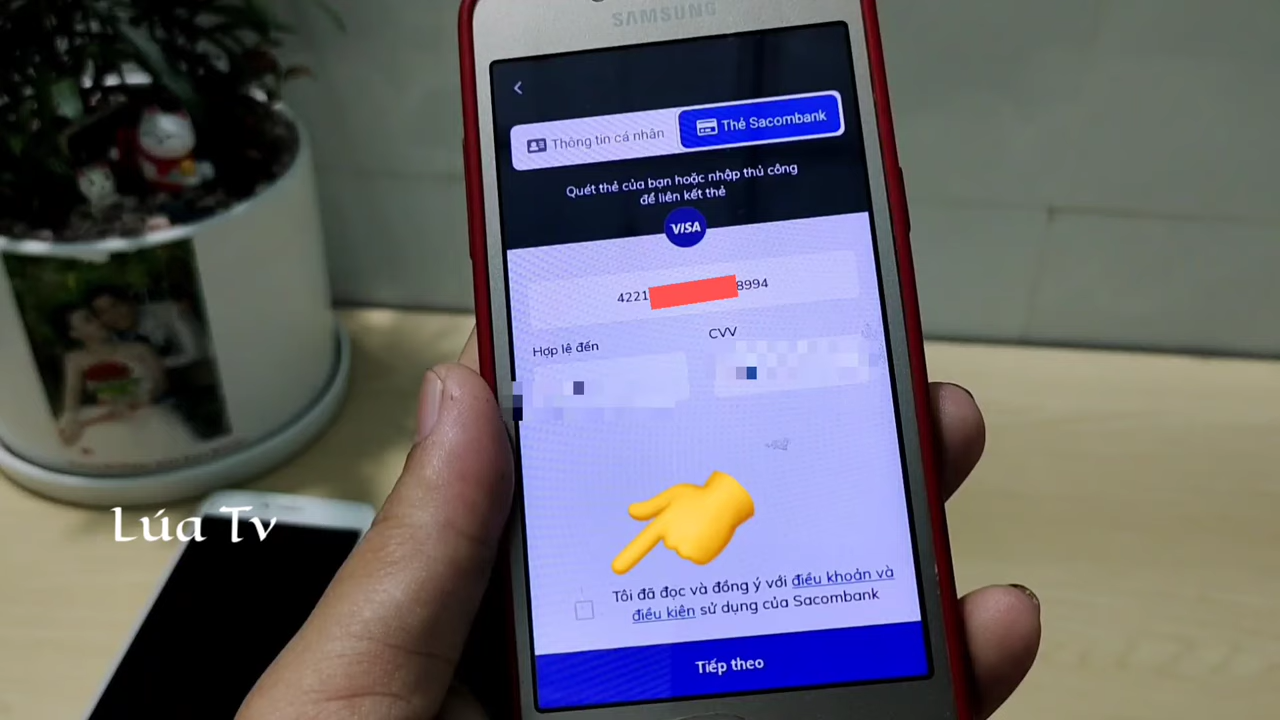 SAMSUNG
Thông tin cá nhân
Thẻ Sacombank
Quét thẻ của bạn hoặc nhập thủ công
để liên kết thẻ
VISA
4221 8994
Hợp lệ đến
CVV
Lúa Tv
Tôi đã đọc và đồng ý với điều khoản và
điều kiện sử dụng của Sacombank
Tiếp theo